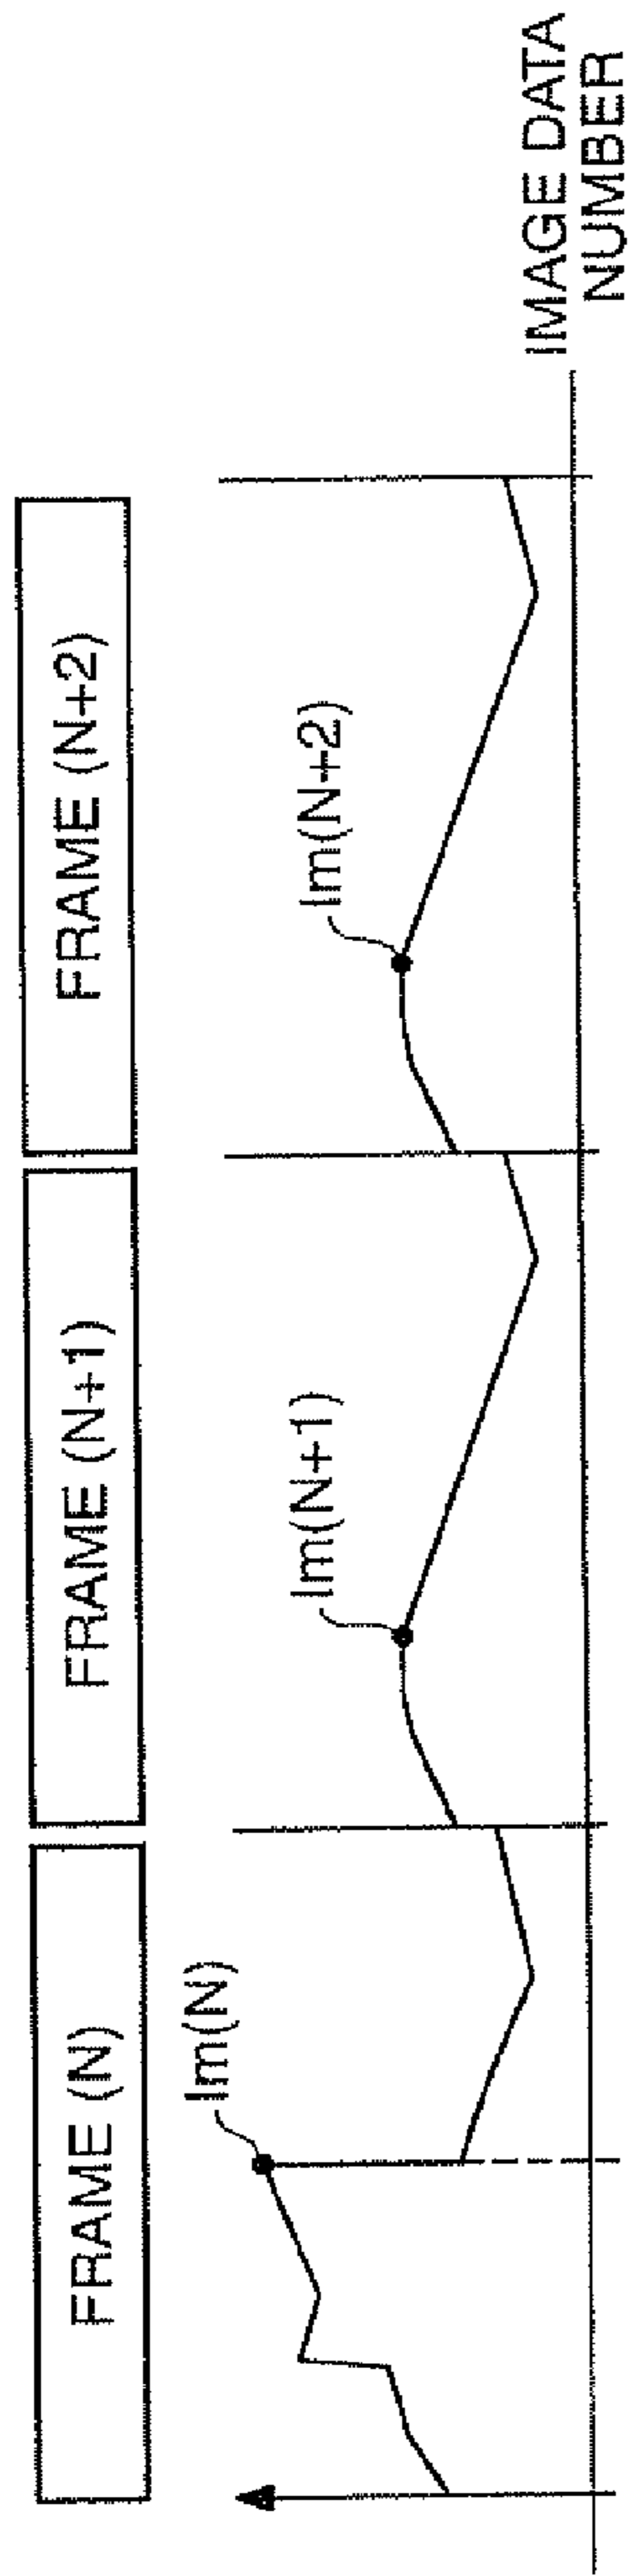 FRAME (N)
FRAME (N+1)
FRAME (N+2)
Im(N)
Im(N+1)
Im(N+2)
IMAGE DATA
NUMBER